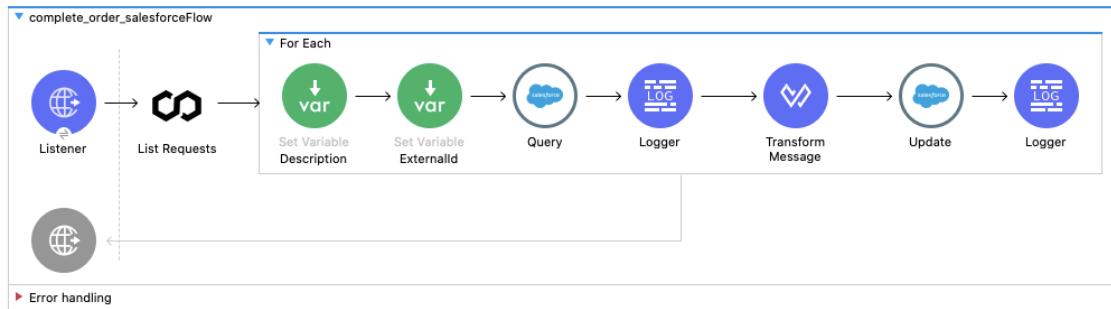 complete_order_salesforceFlow
For Each
Listener
List Requests
var
Set Variable
Description
var
Set Variable
ExternalId
salesforce
Query
LOG
Logger
Transform
Message
salesforce
Update
LOG
Logger
Error handling